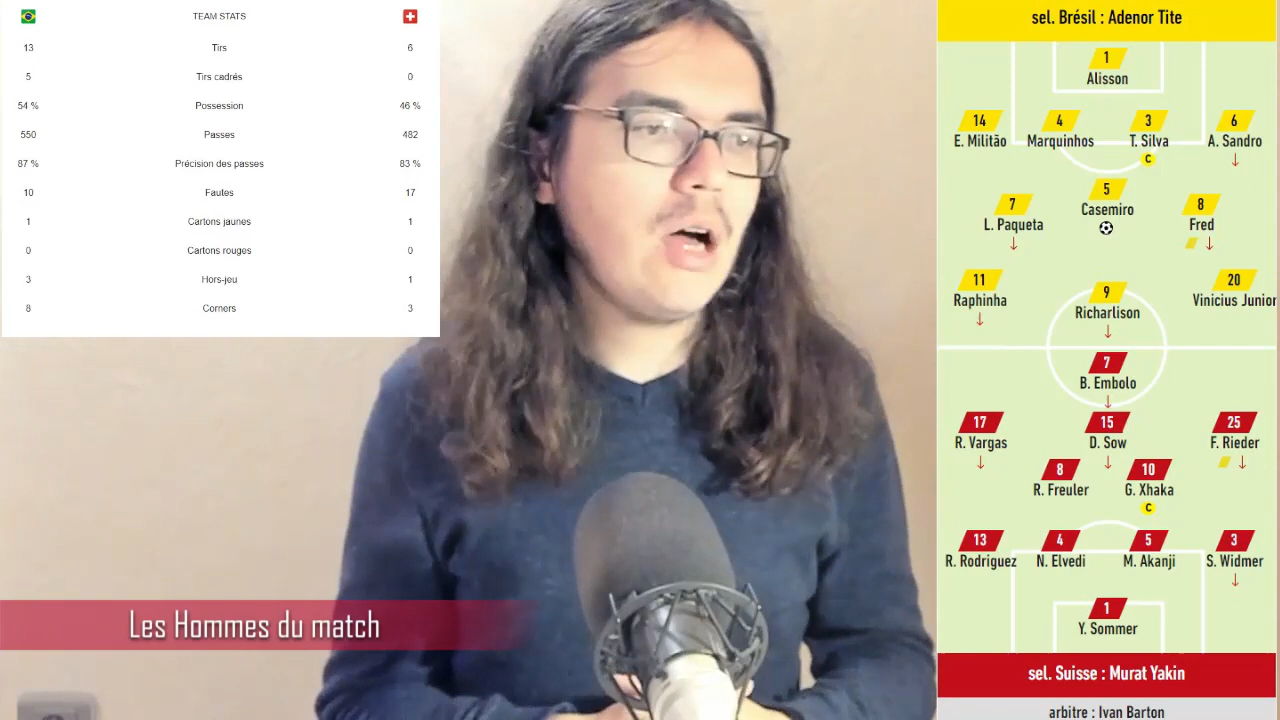 TEAM STATS
13 Tirs 6
5 Tirs cadrés 0
54 % Possession 46 %
550 Passes 482
87 % Précision des passes 83 %
10 Fautes 17
1 Cartons jaunes 1
0 Cartons rouges 0
3 Hors-jeu 1
8 Corners 3
Les Hommes du match
sel. Brésil : Adenor Tite
1
Alisson
14 4 3 6
E. Militão Marquinhos T. Silva A. Sandro
C
5
Casemiro
7 8
L. Paqueta Fred
11 20
Raphinha Vinicius Junior
9
Richarlison
7
B. Embolo
17 15 25
R. Vargas D. Sow F. Rieder
8 10
R. Freuler G. Xhaka
C
13 4 5 3
R. Rodriguez N. Elvedi M. Akanji S. Widmer
1
Y. Sommer
sel. Suisse : Murat Yakin
arbitre : Ivan Barton